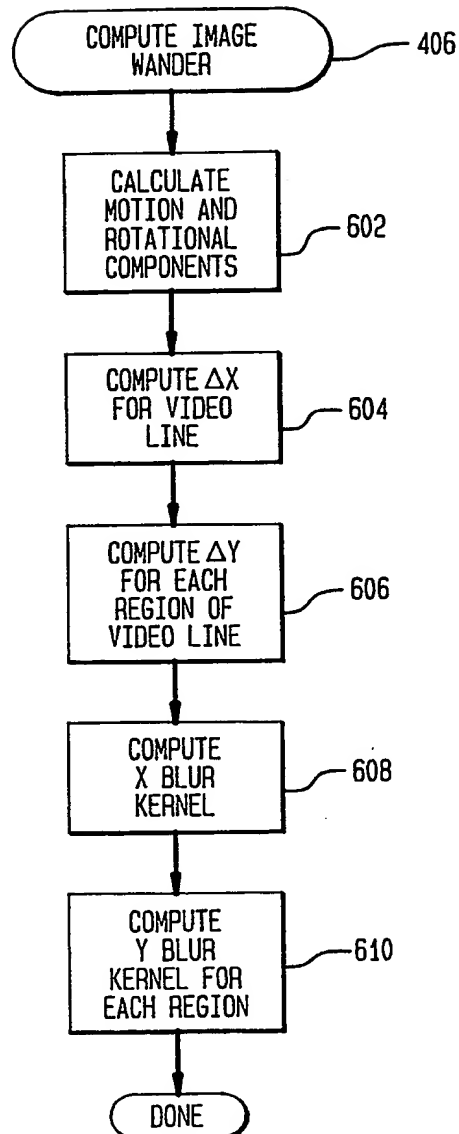 COMPUTE IMAGE
WANDER
406
CALCULATE
MOTION AND
ROTATIONAL
COMPONENTS
602
COMPUTE ΔX
FOR VIDEO
LINE
604
COMPUTE ΔY
FOR EACH
REGION OF
VIDEO LINE
606
COMPUTE
X BLUR
KERNEL
608
COMPUTE
Y BLUR
KERNEL FOR
EACH REGION
610
DONE